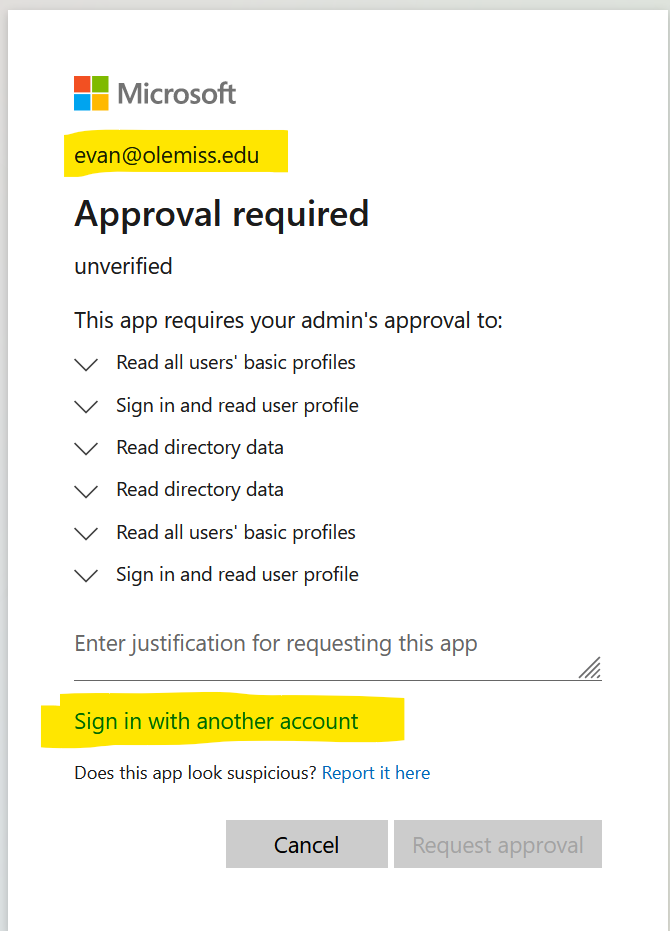 Microsoft
evan@olemiss.edu
Approval required
unverified
This app requires your admin's approval to:
Read all users' basic profiles
Sign in and read user profile
Read directory data
Read directory data
Read all users' basic profiles
Sign in and read user profile
Enter justification for requesting this app
Sign in with another account
Does this app look suspicious? Report it here
Cancel Request approval